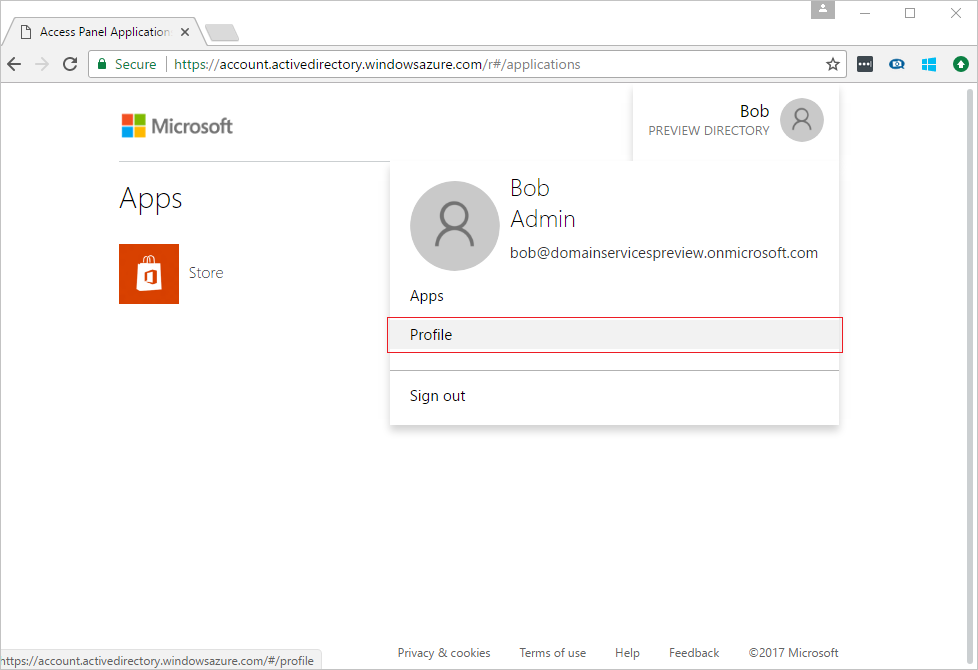 Access Panel Application
Secure
https://account.activedirectory.windowsazure.com/r#/applications
Microsoft
Bob
PREVIEW DIRECTORY
Apps
Store
Bob
Admin
bob@domainservicespreview.onmicrosoft.com
Apps
Profile
Sign out
https://account.activedirectory.windowsazure.com/#/profile
Privacy & cookies
Terms of use
Help
Feedback
©2017 Microsoft